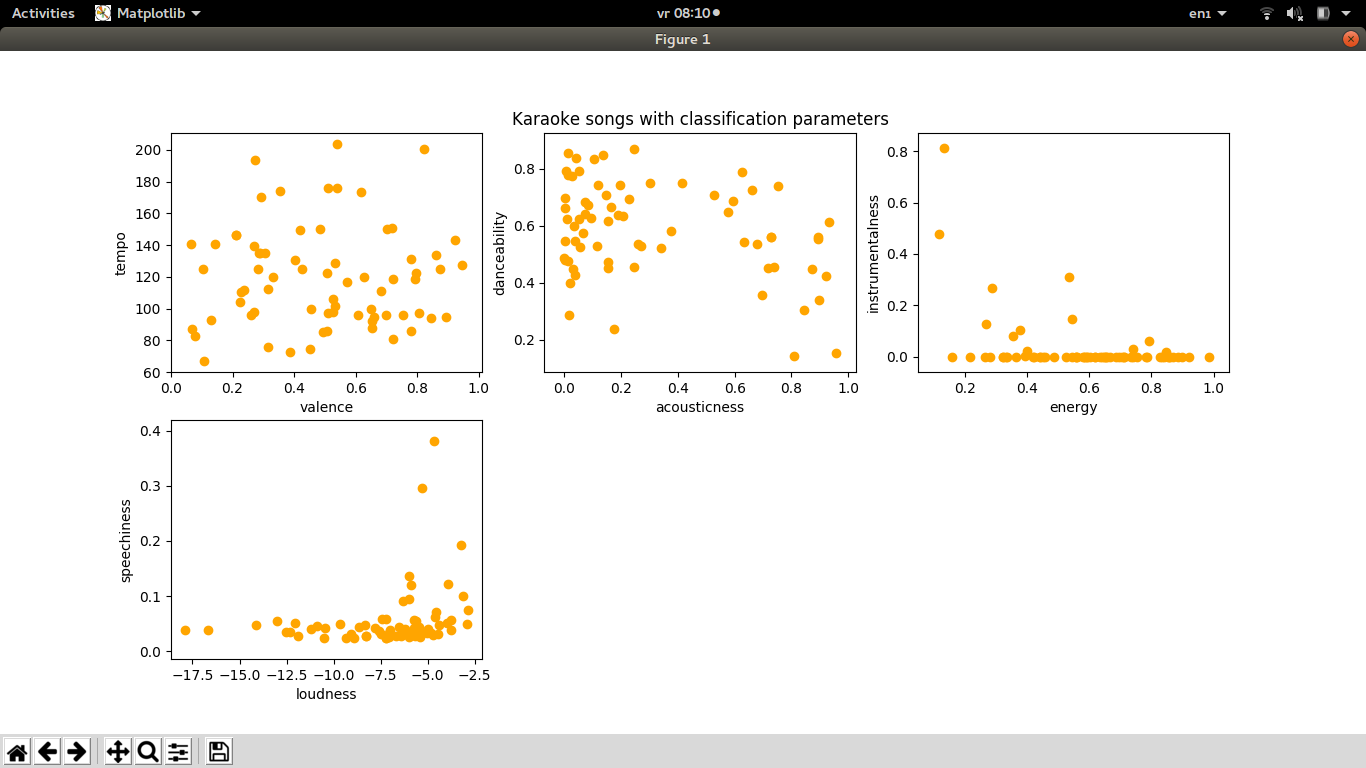 Activities Matplotlib vr 08:10 en₁
Figure 1
Karaoke songs with classification parameters
200
180
160
140
120
100
80
60
tempo
0.0 0.2 0.4 0.6 0.8 1.0
valence
0.8
0.6
0.4
0.2
danceability
0.0 0.2 0.4 0.6 0.8 1.0
acousticness
0.8
0.6
0.4
0.2
0.0
instrumentalness
0.2 0.4 0.6 0.8 1.0
energy
0.4
0.3
0.2
0.1
0.0
speechiness
−17.5 −15.0 −12.5 −10.0 −7.5 −5.0 −2.5
loudness